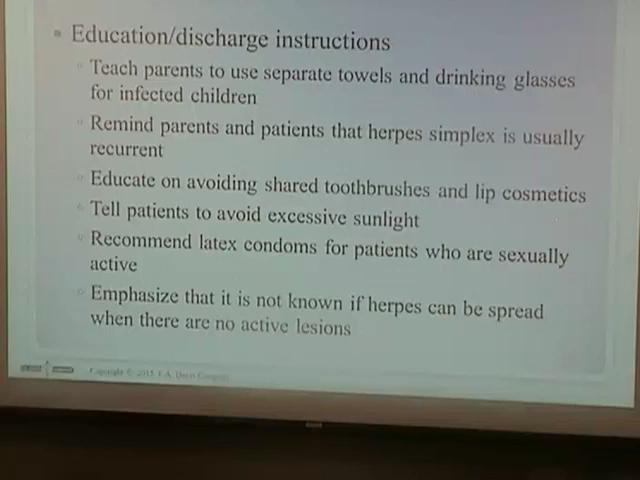 Education/discharge instructions
Teach parents to use separate towels and drinking glasses
for infected children
Remind parents and patients that herpes simplex is usually
recurrent
Educate on avoiding shared toothbrushes and lip cosmetics
Tell patients to avoid excessive sunlight
Recommend latex condoms for patients who are sexually
active
Emphasize that it is not known if herpes can be spread
when there are no active lesions
Copyright © 2015 F.A. Davis Company